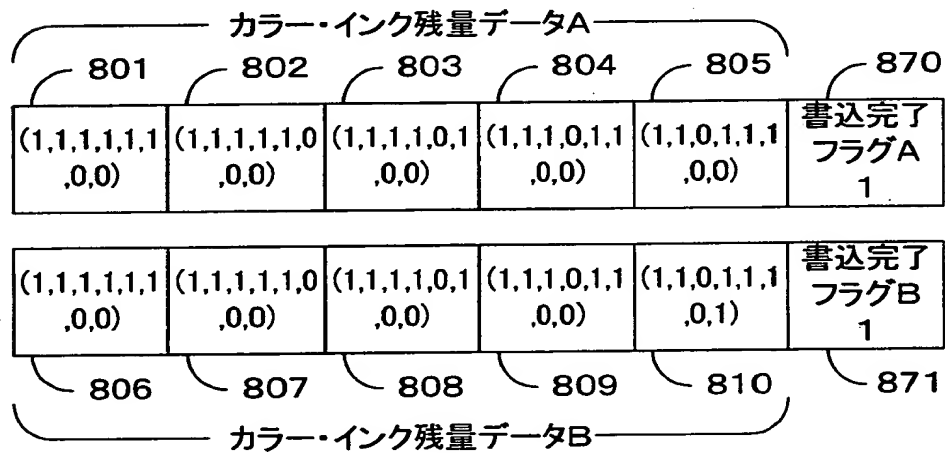 カラー・インク残量データA
801 802 803 804 805 870
(1,1,1,1,1,1 (1,1,1,1,1,0 (1,1,1,1,0,1 (1,1,1,0,1,1 (1,1,0,1,1,1 書込完了
,0,0) ,0,0) ,0,0) ,0,0) ,0,0) フラグA
1
(1,1,1,1,1,1 (1,1,1,1,1,0 (1,1,1,1,0,1 (1,1,1,0,1,1 (1,1,0,1,1,1 書込完了
,0,0) ,0,0) ,0,0) ,0,0) ,0,1) フラグB
1
806 807 808 809 810 871
カラー・インク残量データB